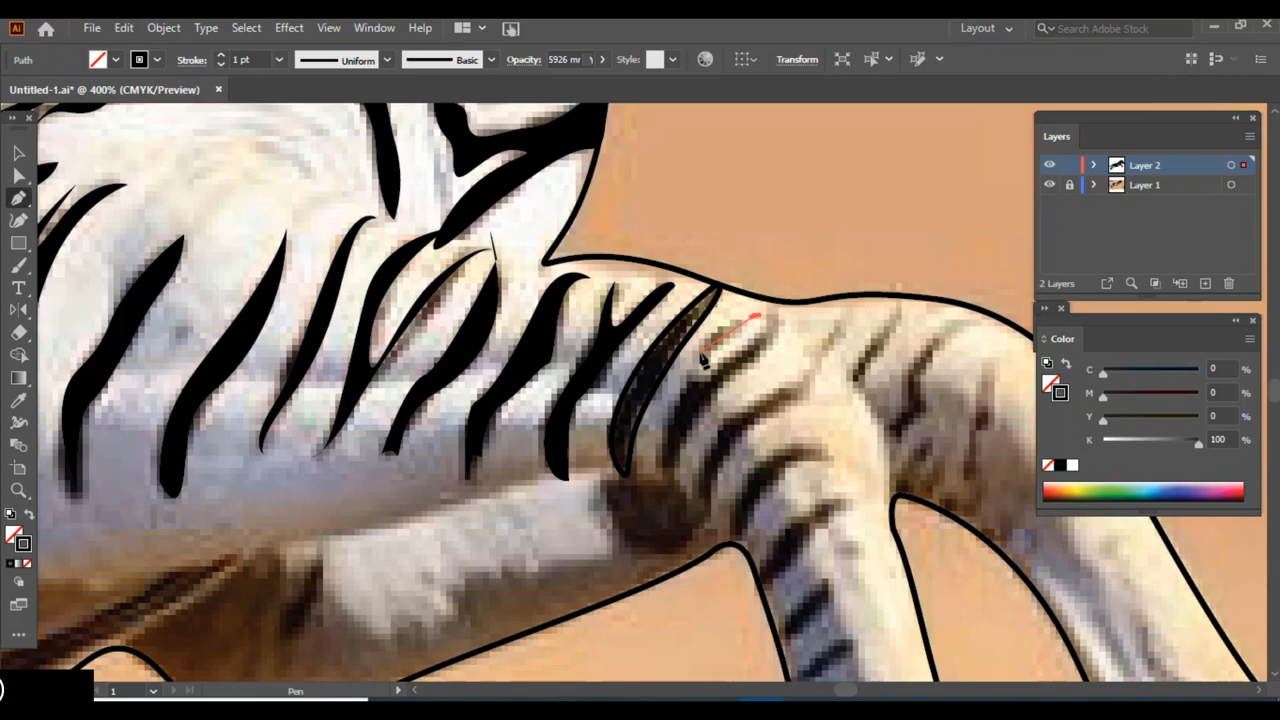 Ai File Edit Object Type Select Effect View Window Help Layout Search Adobe Stock
Path Stroke: 1 pt Uniform Basic Opacity: 5926 mr Style: Transform
Untitled-1.ai* @ 400% (CMYK/Preview) ×
Layers
Layer 2
Layer 1
2 Layers
Color
C 0 %
M 0 %
Y 0 %
K 100 %
1 Pen